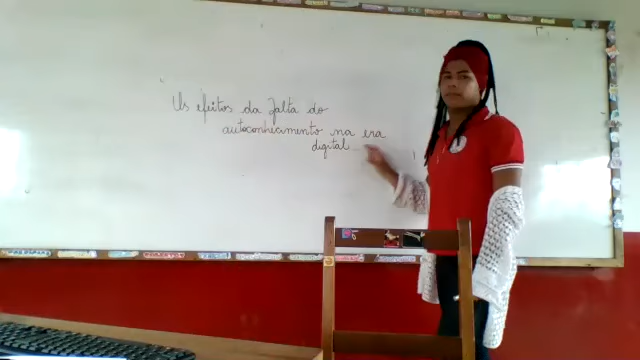 Os efeitos da falta do
autoconhecimento na era
digital...